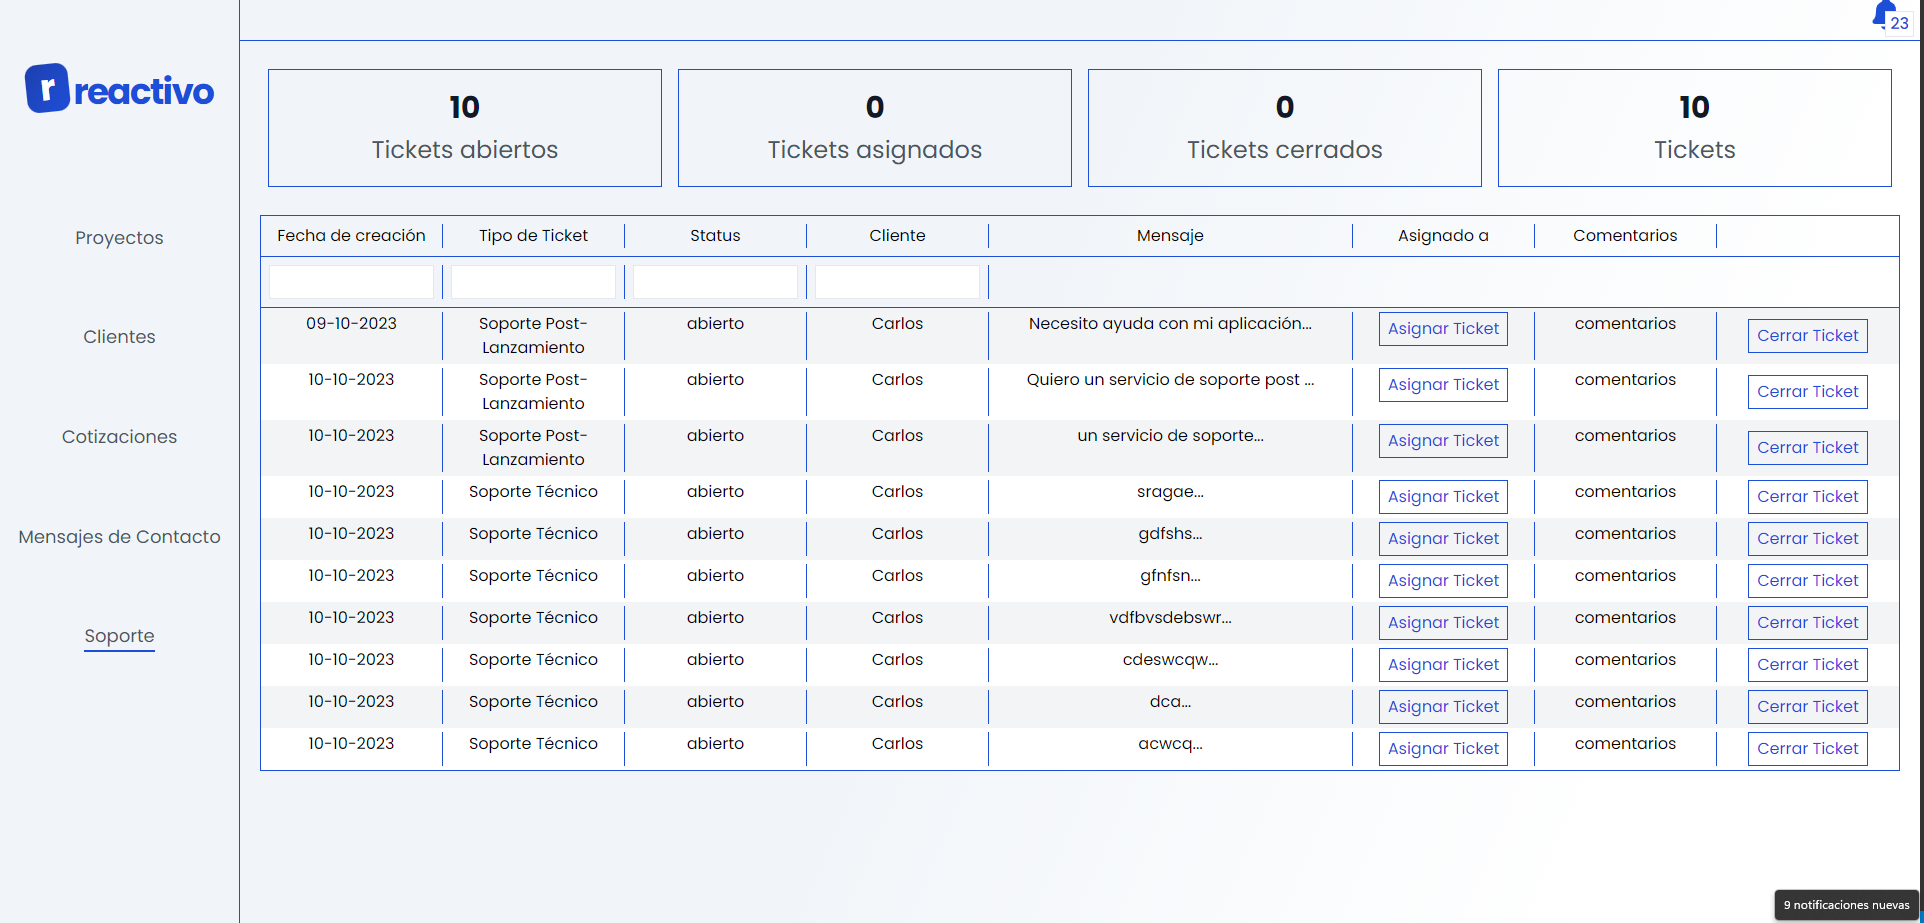 23
r reactivo
10
Tickets abiertos
0
Tickets asignados
0
Tickets cerrados
10
Tickets
Proyectos
Clientes
Cotizaciones
Mensajes de Contacto
Soporte
Fecha de creación Tipo de Ticket Status Cliente Mensaje Asignado a Comentarios
09-10-2023 Soporte Post- abierto Carlos Necesito ayuda con mi aplicación... Asignar Ticket comentarios Cerrar Ticket
Lanzamiento
10-10-2023 Soporte Post- abierto Carlos Quiero un servicio de soporte post ... Asignar Ticket comentarios Cerrar Ticket
Lanzamiento
10-10-2023 Soporte Post- abierto Carlos un servicio de soporte... Asignar Ticket comentarios Cerrar Ticket
Lanzamiento
10-10-2023 Soporte Técnico abierto Carlos sragae... Asignar Ticket comentarios Cerrar Ticket
10-10-2023 Soporte Técnico abierto Carlos gdfshs... Asignar Ticket comentarios Cerrar Ticket
10-10-2023 Soporte Técnico abierto Carlos gfnfsn... Asignar Ticket comentarios Cerrar Ticket
10-10-2023 Soporte Técnico abierto Carlos vdfbvsdebswr... Asignar Ticket comentarios Cerrar Ticket
10-10-2023 Soporte Técnico abierto Carlos cdeswcqw... Asignar Ticket comentarios Cerrar Ticket
10-10-2023 Soporte Técnico abierto Carlos dca... Asignar Ticket comentarios Cerrar Ticket
10-10-2023 Soporte Técnico abierto Carlos acwcq... Asignar Ticket comentarios Cerrar Ticket
9 notificaciones nuevas